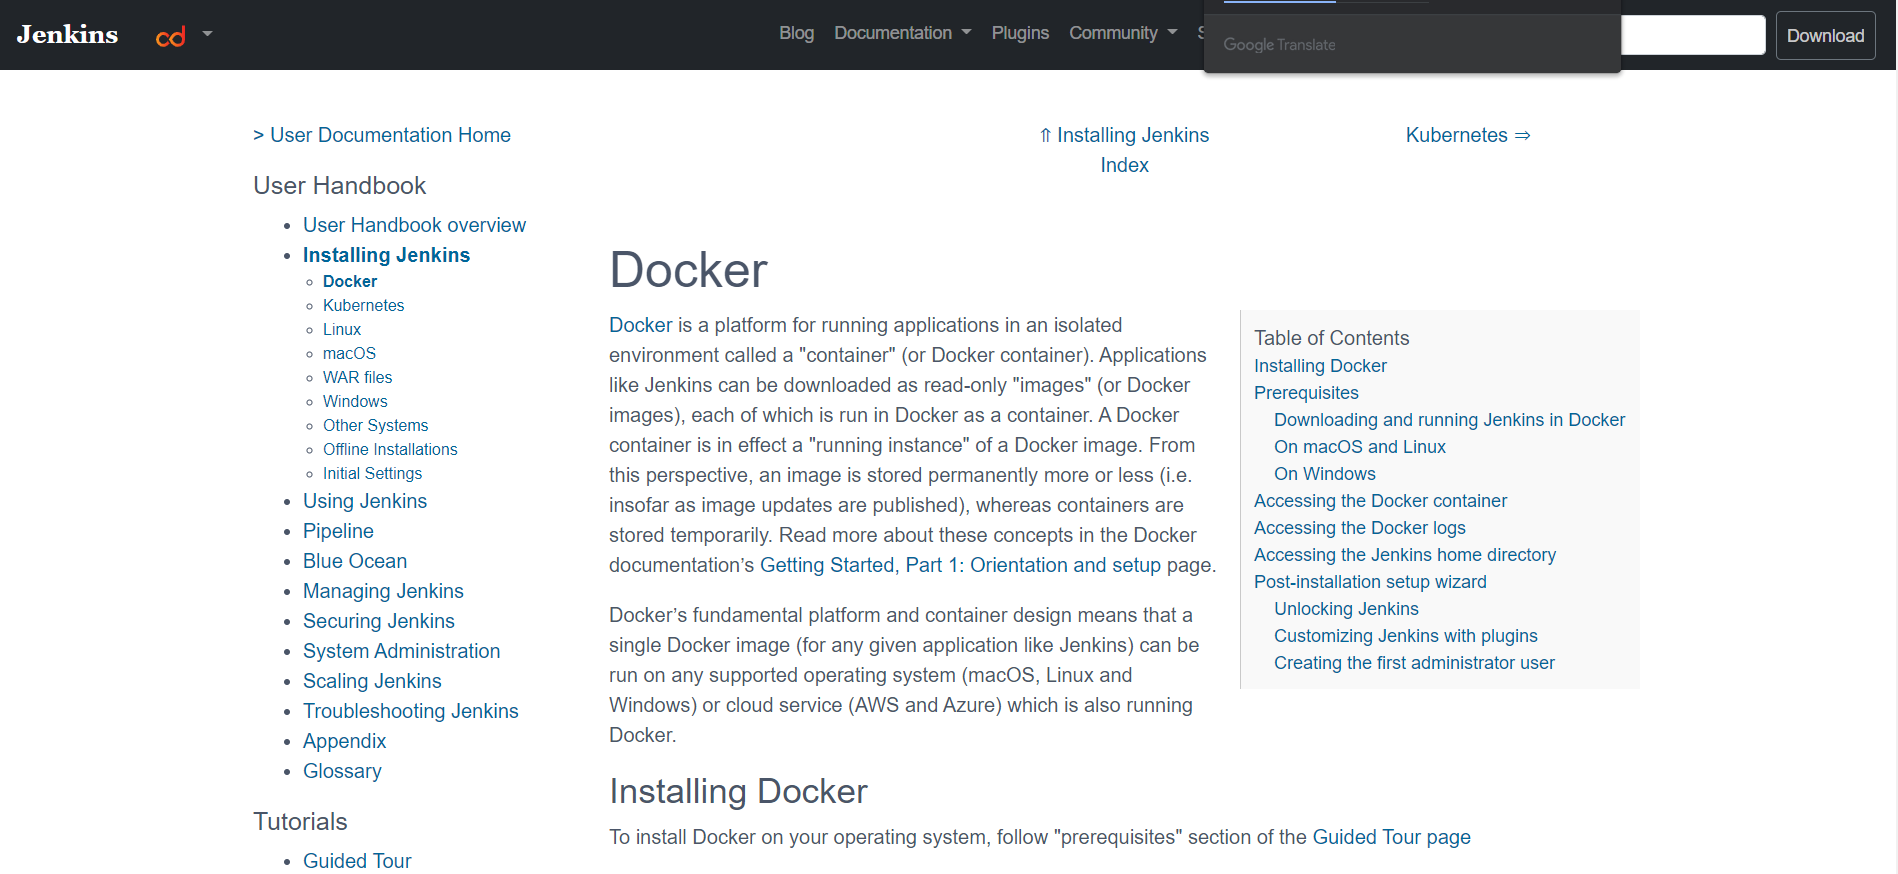 Jenkins
Blog Documentation Plugins Community S
Google Translate
Download
> User Documentation Home
⇑ Installing Jenkins
Index
Kubernetes ⇒
User Handbook
User Handbook overview
Installing Jenkins
Docker
Kubernetes
Linux
macOS
WAR files
Windows
Other Systems
Offline Installations
Initial Settings
Using Jenkins
Pipeline
Blue Ocean
Managing Jenkins
Securing Jenkins
System Administration
Scaling Jenkins
Troubleshooting Jenkins
Appendix
Glossary
Tutorials
Guided Tour
Docker
Docker is a platform for running applications in an isolated
environment called a "container" (or Docker container). Applications
like Jenkins can be downloaded as read-only "images" (or Docker
images), each of which is run in Docker as a container. A Docker
container is in effect a "running instance" of a Docker image. From
this perspective, an image is stored permanently more or less (i.e.
insofar as image updates are published), whereas containers are
stored temporarily. Read more about these concepts in the Docker
documentation’s Getting Started, Part 1: Orientation and setup page.
Docker’s fundamental platform and container design means that a
single Docker image (for any given application like Jenkins) can be
run on any supported operating system (macOS, Linux and
Windows) or cloud service (AWS and Azure) which is also running
Docker.
Installing Docker
To install Docker on your operating system, follow "prerequisites" section of the Guided Tour page
Table of Contents
Installing Docker
Prerequisites
Downloading and running Jenkins in Docker
On macOS and Linux
On Windows
Accessing the Docker container
Accessing the Docker logs
Accessing the Jenkins home directory
Post-installation setup wizard
Unlocking Jenkins
Customizing Jenkins with plugins
Creating the first administrator user